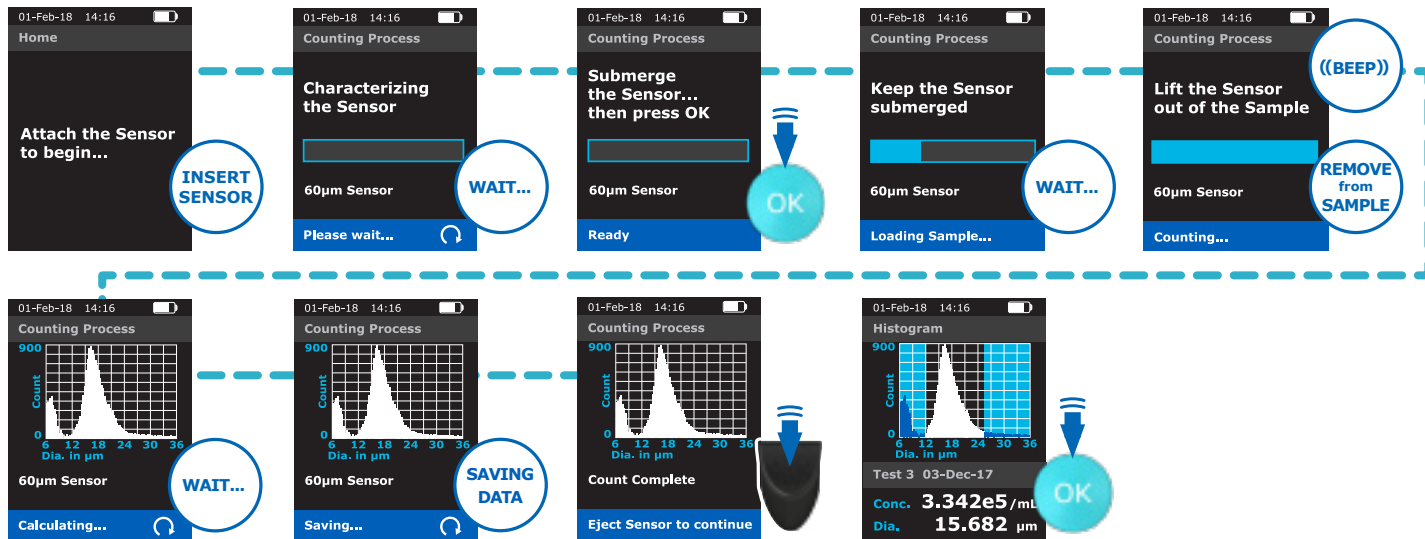 01-Feb-18 14:16
Home
Attach the Sensor
to begin...
INSERT
SENSOR
01-Feb-18 14:16
Counting Process
Characterizing
the Sensor
60µm Sensor
Please wait...
WAIT...
01-Feb-18 14:16
Counting Process
Submerge
the Sensor...
then press OK
60µm Sensor
Ready
OK
01-Feb-18 14:16
Counting Process
Keep the Sensor
submerged
60µm Sensor
Loading Sample...
WAIT...
01-Feb-18 14:16
Counting Process
Lift the Sensor
out of the Sample
60µm Sensor
Counting...
((BEEP))
REMOVE
from
SAMPLE
01-Feb-18 14:16
Counting Process
900
Count
0
6 12 18 24 30 36
Dia. in µm
60µm Sensor
Calculating...
WAIT...
01-Feb-18 14:16
Counting Process
900
Count
0
6 12 18 24 30 36
Dia. in µm
60µm Sensor
Saving...
SAVING
DATA
01-Feb-18 14:16
Counting Process
900
Count
0
6 12 18 24 30 36
Dia. in µm
Count Complete
Eject Sensor to continue
01-Feb-18 14:16
Histogram
900
Count
0
6 12 18 24 30 36
Dia. in µm
Test 3 03-Dec-17
Conc. 3.342e5 /mL
Dia. 15.682 µm
OK